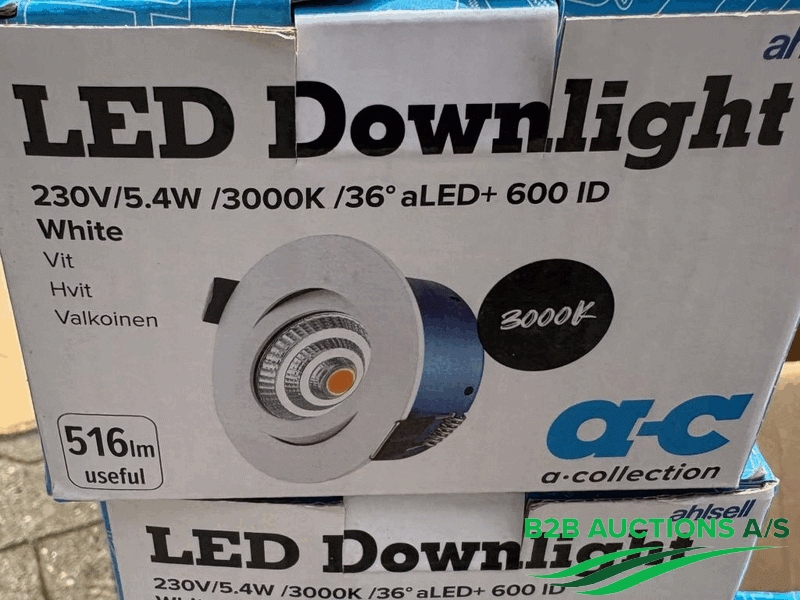 LED Downlight
230V/5.4W /3000K /36° aLED+ 600 ID
White
Vit
Hvit
Valkoinen
3000K
516lm
useful
a-c
a·collection
ahlsell
LED Downlight
230V/5.4W /3000K /36° aLED+ 600 ID
B2B AUCTIONS A/S